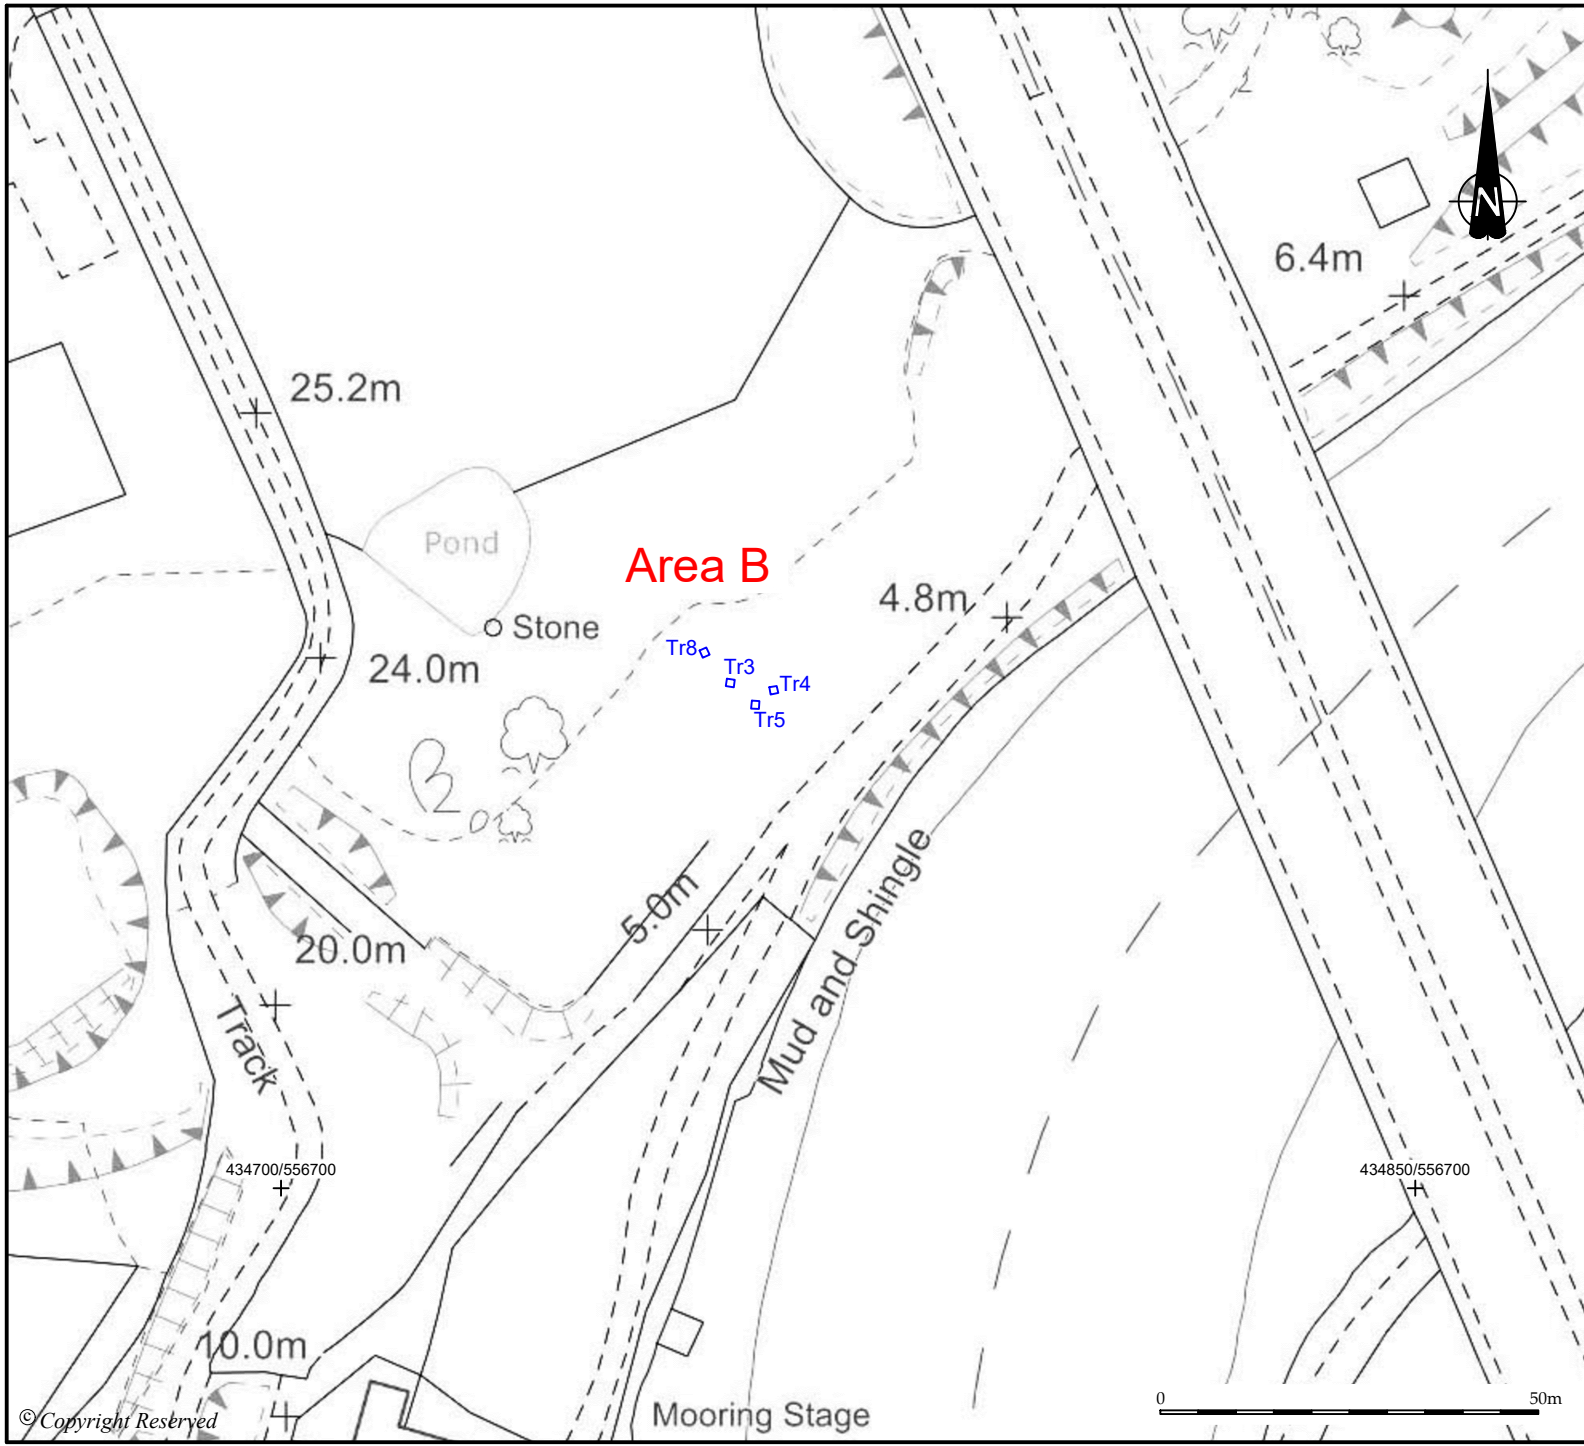 N
6.4m
25.2m
Pond
Area B
4.8m
Stone
Tr8
24.0m
Tr3
Tr4
Tr5
5.0m
Mud and Shingle
20.0m
Track
434700/556700
434850/556700
10.0m
0 50m
Mooring Stage
© Copyright Reserved